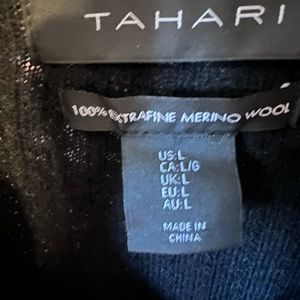 TAHARI
100% EXTRAFINE MERINO WOOL
US:L
CA:L/G
UK:L
EU:L
AU:L
MADE IN
CHINA